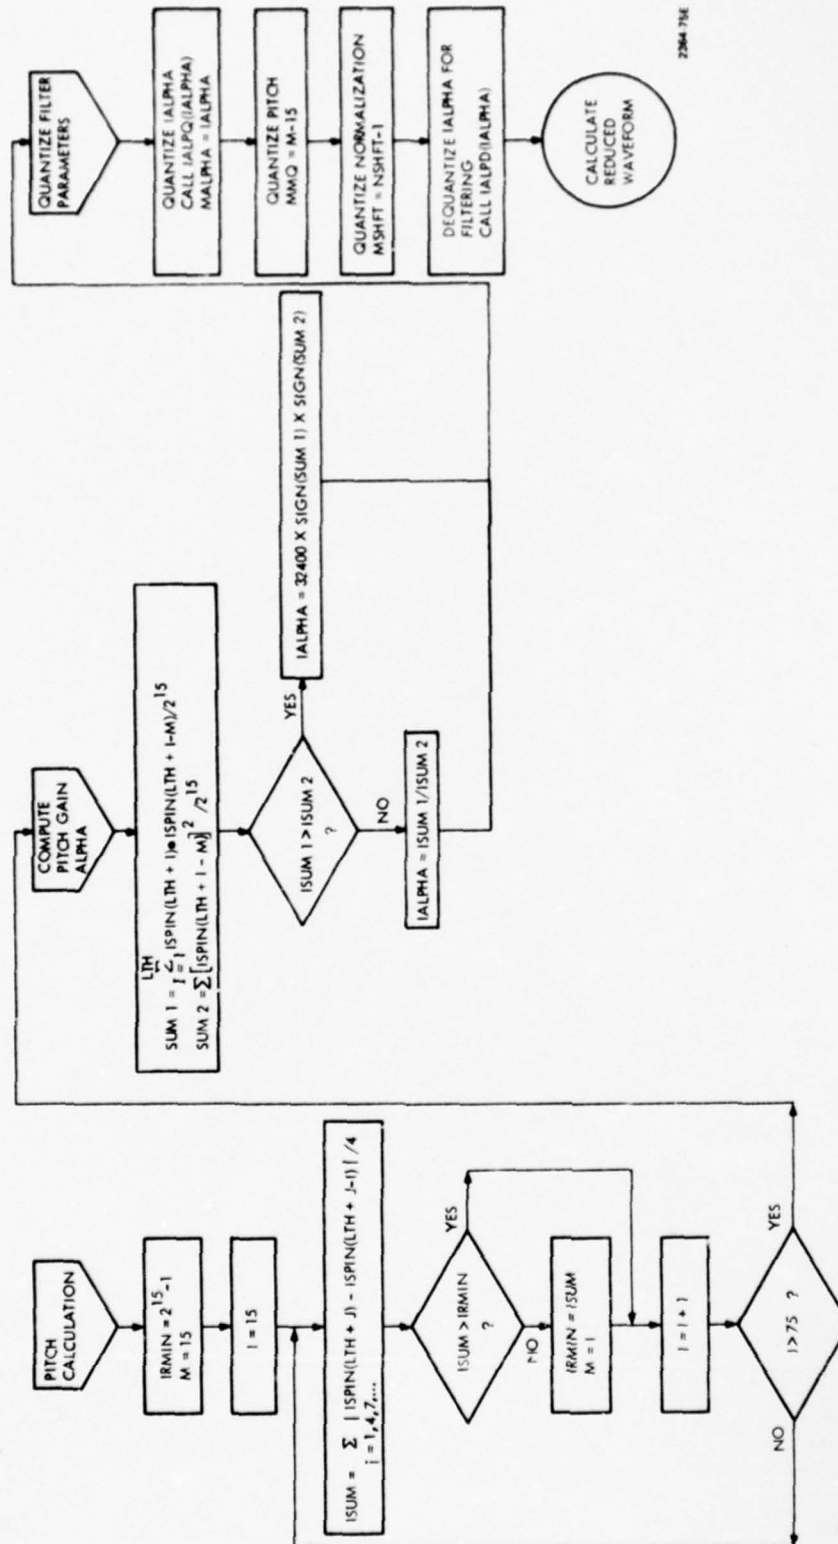 PITCH
CALCULATION
IRMIN = 2^15-1
M = 15
I = 15
ISUM = Σ | ISPIN(LTH + J) - ISPIN(LTH + J-I) | /4
j = 1,4,7,...
ISUM > IRMIN
?
YES
NO
IRMIN = ISUM
M = I
I = I + 1
I > 75 ?
YES
NO
COMPUTE
PITCH GAIN
ALPHA
LTH
SUM 1 = Σ ISPIN(LTH + I)• ISPIN(LTH + I-M)/2^15
I = 1
SUM 2 = Σ [ISPIN(LTH + I - M)]^2 /2^15
ISUM 1 > ISUM 2
?
YES
NO
IALPHA = 32400 X SIGN(SUM 1) X SIGN(SUM 2)
IALPHA = ISUM 1/ISUM 2
QUANTIZE FILTER
PARAMETERS
QUANTIZE IALPHA
CALL IALPQ(IALPHA)
MALPHA = IALPHA
QUANTIZE PITCH
MMQ = M-15
QUANTIZE NORMALIZATION
MSHFT = NSHFT-1
DEQUANTIZE IALPHA FOR
FILTERING
CALL IALPD(IALPHA)
CALCULATE
REDUCED
WAVEFORM
2264-75E